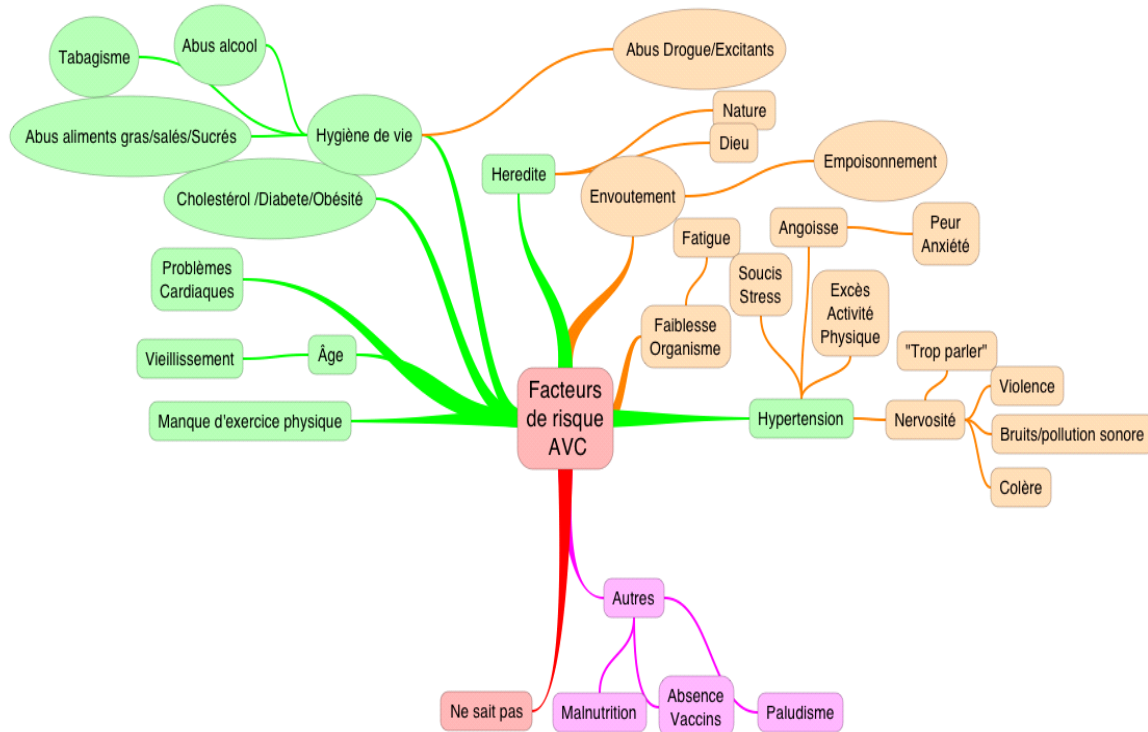 Tabagisme
Abus alcool
Abus Drogue/Excitants
Abus aliments gras/salés/Sucrés
Hygiène de vie
Nature
Dieu
Heredite
Envoutement
Empoisonnement
Cholestérol /Diabete/Obésité
Fatigue
Angoisse
Peur
Anxiété
Problèmes
Cardiaques
Soucis
Stress
Excès
Activité
Physique
Vieillissement
Âge
Faiblesse
Organisme
"Trop parler"
Violence
Manque d'exercice physique
Facteurs
de risque
AVC
Hypertension
Nervosité
Bruits/pollution sonore
Colère
Autres
Ne sait pas
Malnutrition
Absence
Vaccins
Paludisme